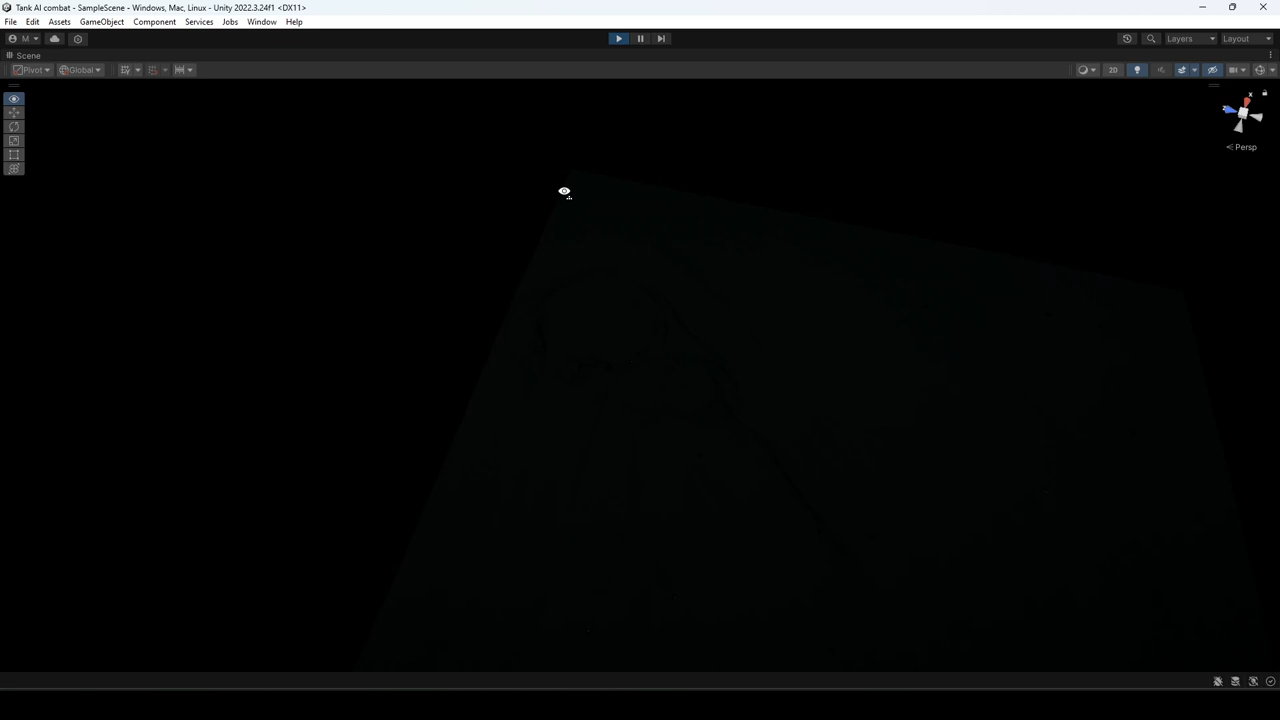 Tank AI combat - SampleScene - Windows, Mac, Linux - Unity 2022.3.24f1 <DX11>
File Edit Assets GameObject Component Services Jobs Window Help
M Layers Layout
Scene
Pivot Global 2D
x
z
Persp